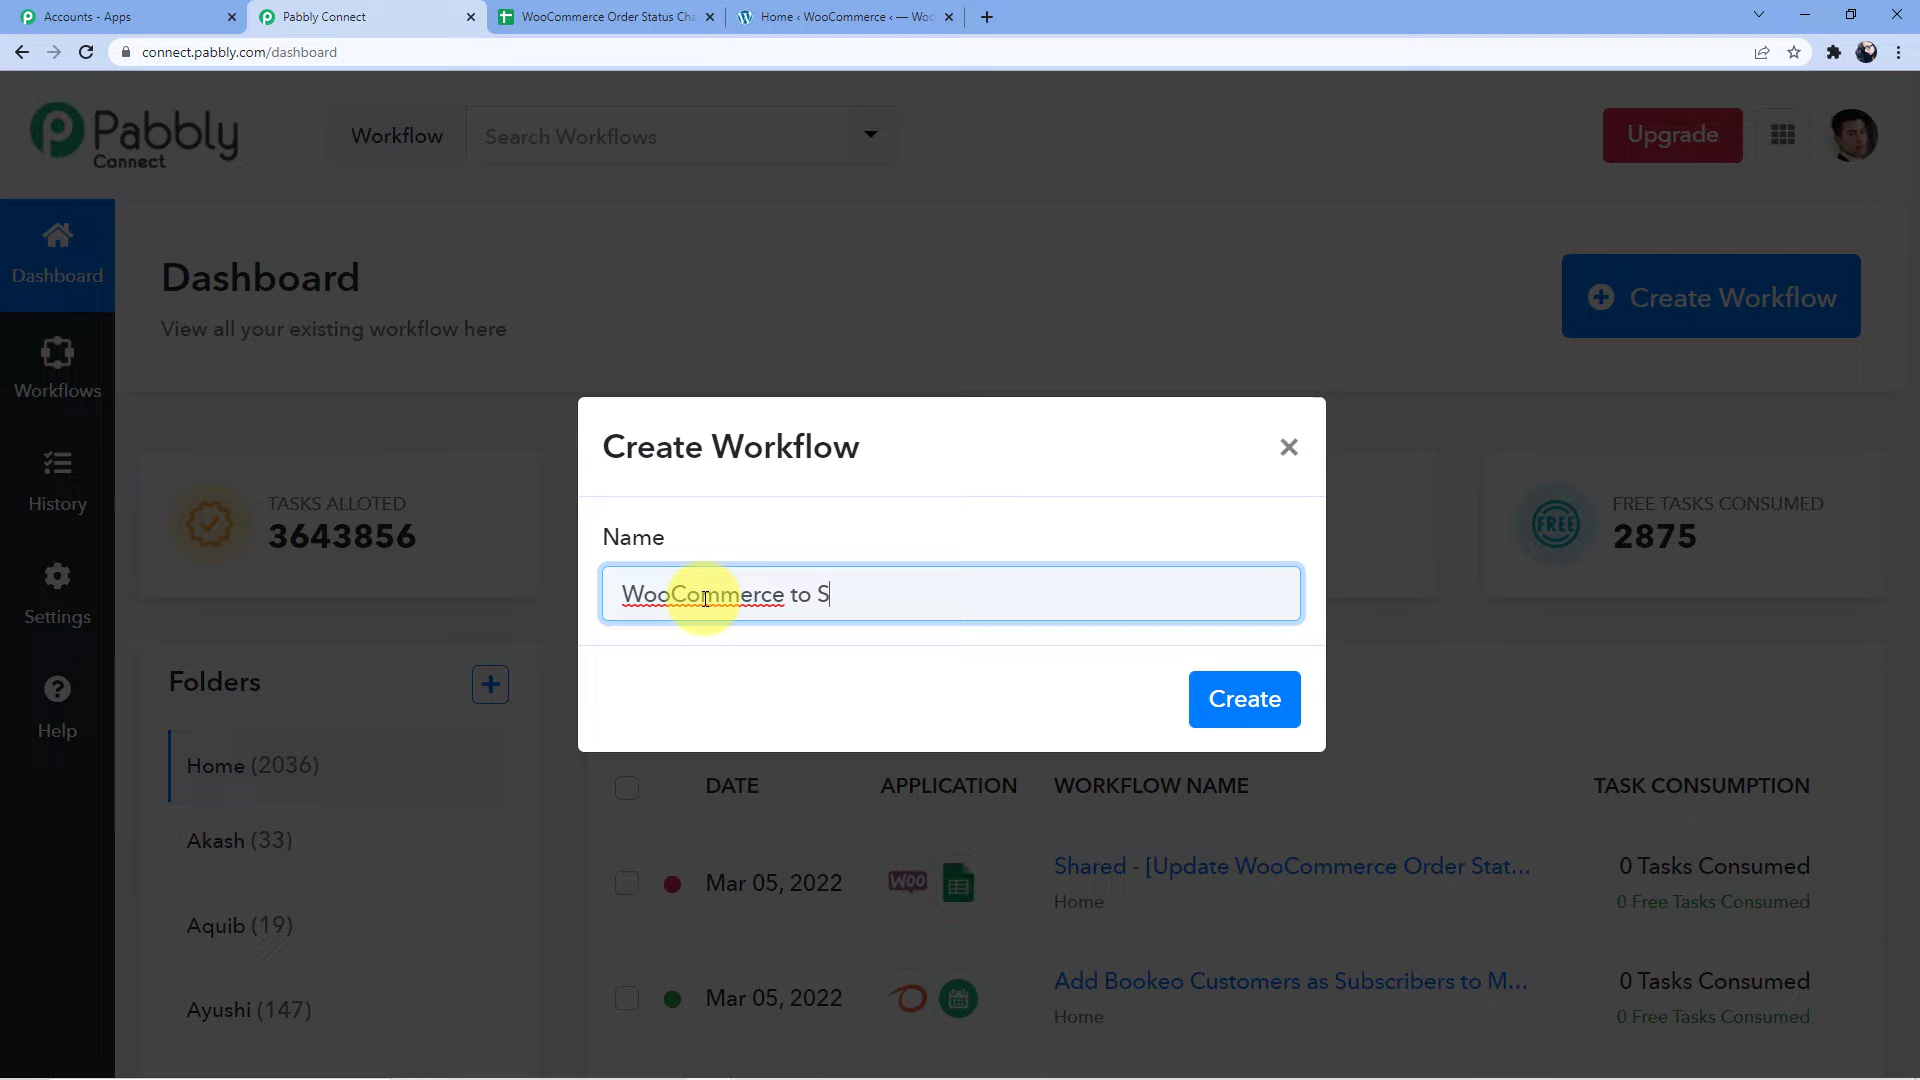 Accounts - Apps
Pabbly Connect
WooCommerce Order Status Cha
Home ‹ WooCommerce ‹ — Woo
connect.pabbly.com/dashboard
Pabbly
Connect
Workflow
Search Workflows
Upgrade
Dashboard
Dashboard
View all your existing workflow here
Create Workflow
Workflows
Create Workflow
History
TASKS ALLOTED
3643856
FREE
FREE TASKS CONSUMED
2875
Name
WooCommerce to S
Settings
Create
Folders
Help
Home (2036)
DATE
APPLICATION
WORKFLOW NAME
TASK CONSUMPTION
Akash (33)
Mar 05, 2022
Woo
Shared - [Update WooCommerce Order Stat...
Home
0 Tasks Consumed
0 Free Tasks Consumed
Aquib (19)
Mar 05, 2022
Add Bookeo Customers as Subscribers to M...
Home
0 Tasks Consumed
0 Free Tasks Consumed
Ayushi (147)